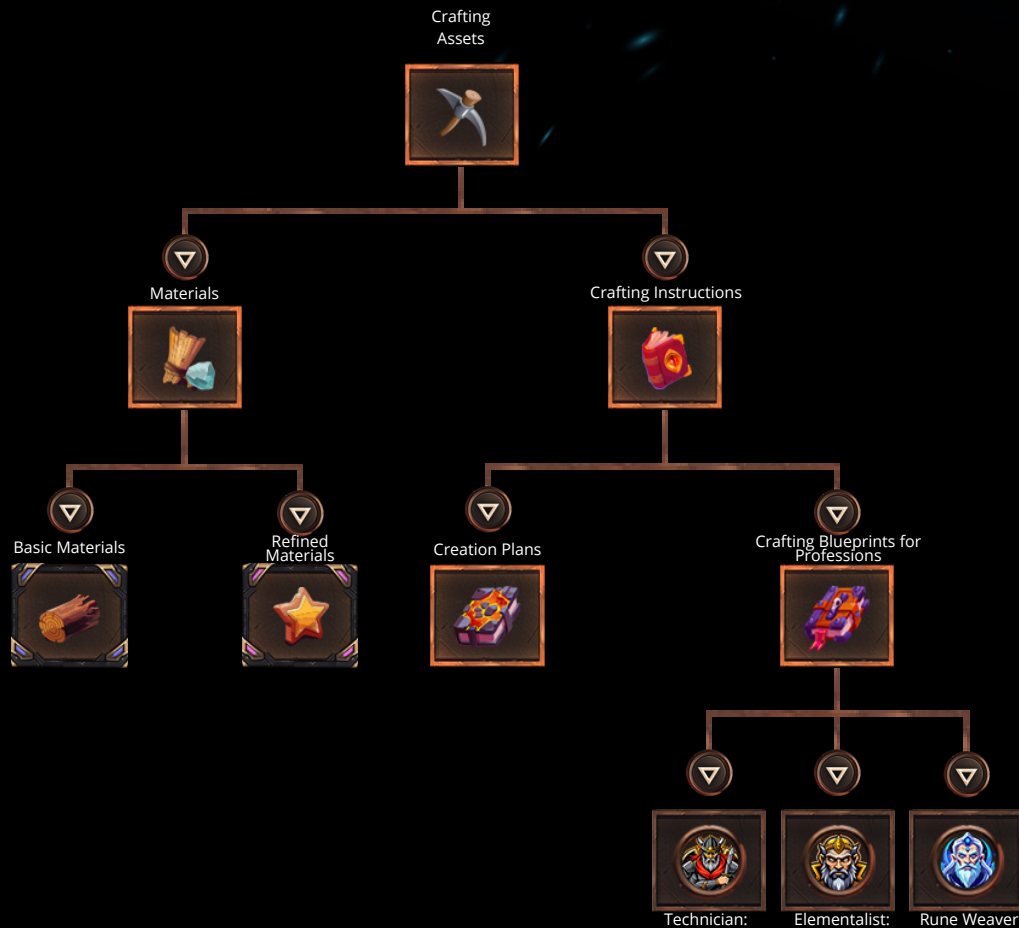 Crafting
Assets
Materials
Crafting Instructions
Basic Materials
Refined
Materials
Creation Plans
Crafting Blueprints for
Professions
Technician:
Elementalist:
Rune Weaver